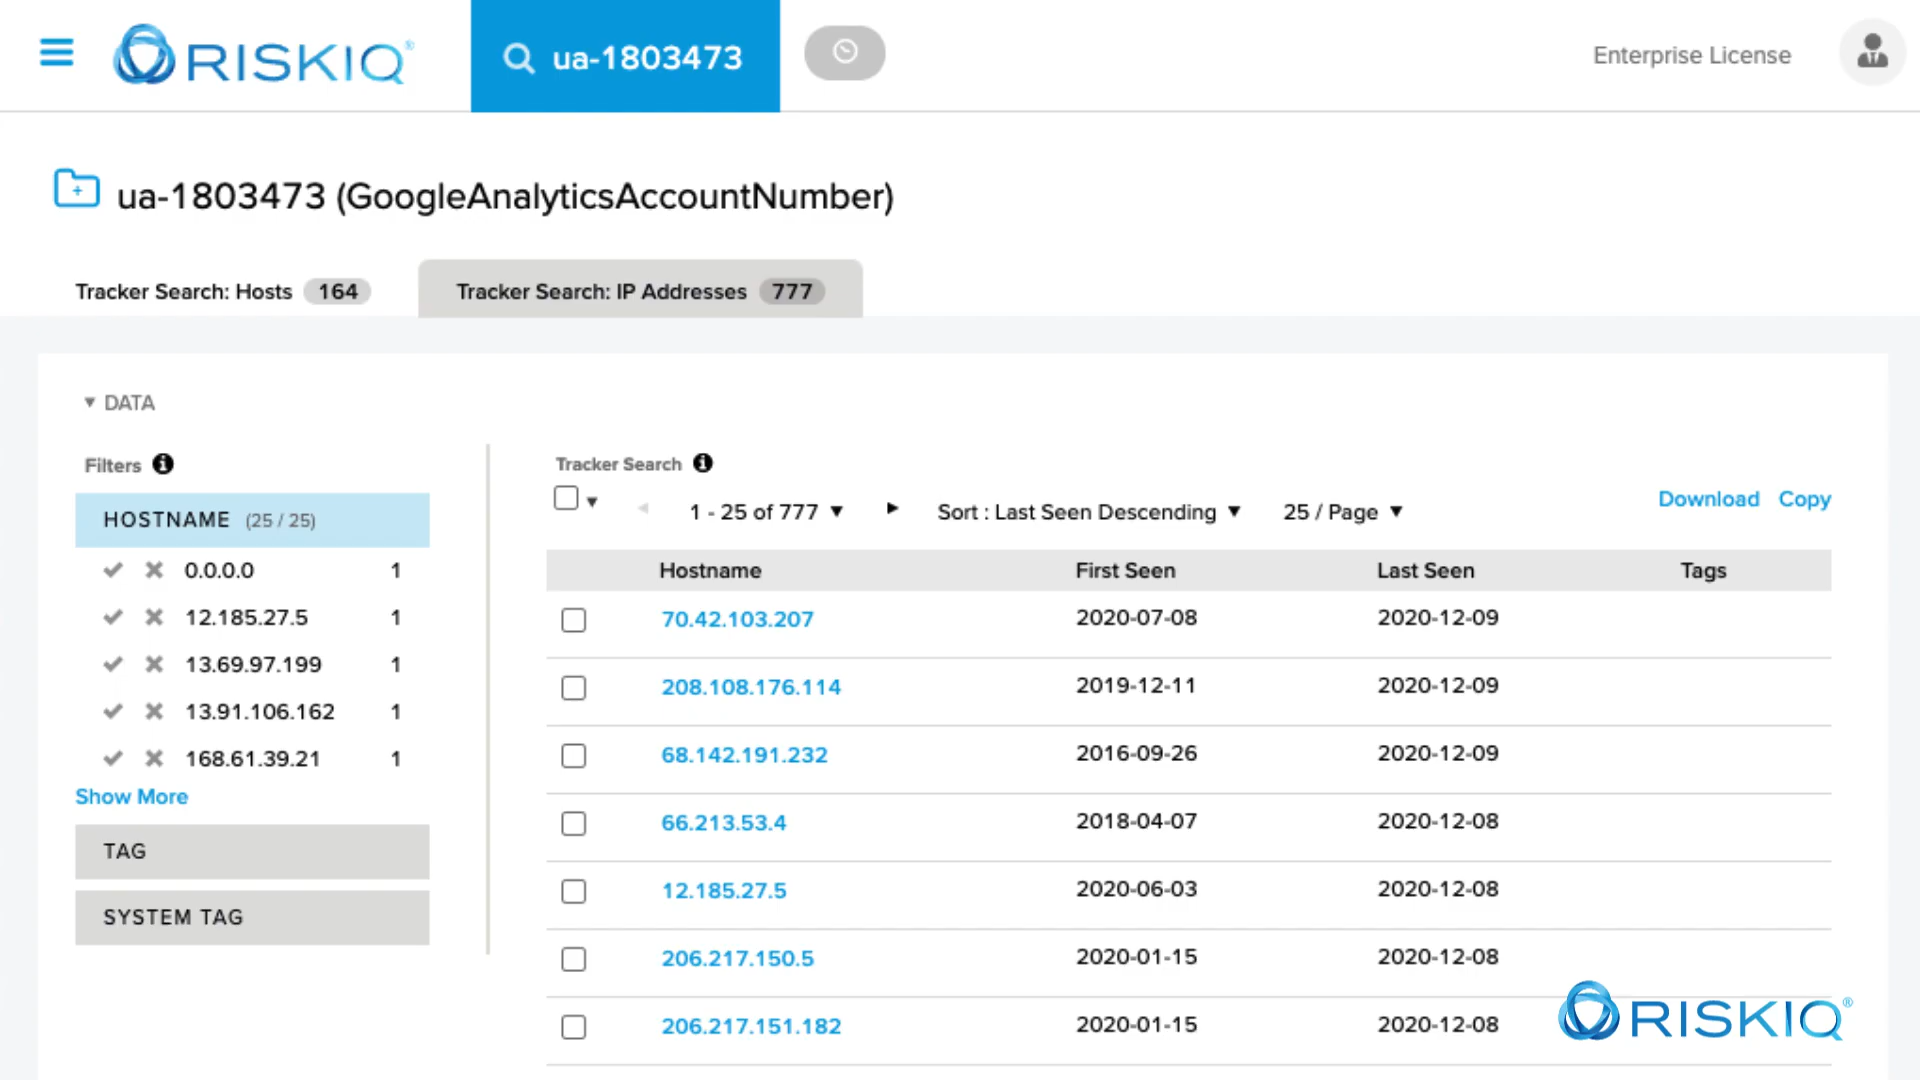 RISKIQ®
ua-1803473
Enterprise License
ua-1803473 (GoogleAnalyticsAccountNumber)
Tracker Search: Hosts 164
Tracker Search: IP Addresses 777
DATA
Filters
HOSTNAME (25 / 25)
0.0.0.0 1
12.185.27.5 1
13.69.97.199 1
13.91.106.162 1
168.61.39.21 1
Show More
TAG
SYSTEM TAG
Tracker Search
1 - 25 of 777
Sort : Last Seen Descending
25 / Page
Download Copy
Hostname First Seen Last Seen Tags
70.42.103.207 2020-07-08 2020-12-09
208.108.176.114 2019-12-11 2020-12-09
68.142.191.232 2016-09-26 2020-12-09
66.213.53.4 2018-04-07 2020-12-08
12.185.27.5 2020-06-03 2020-12-08
206.217.150.5 2020-01-15 2020-12-08
206.217.151.182 2020-01-15 2020-12-08
RISKIQ®